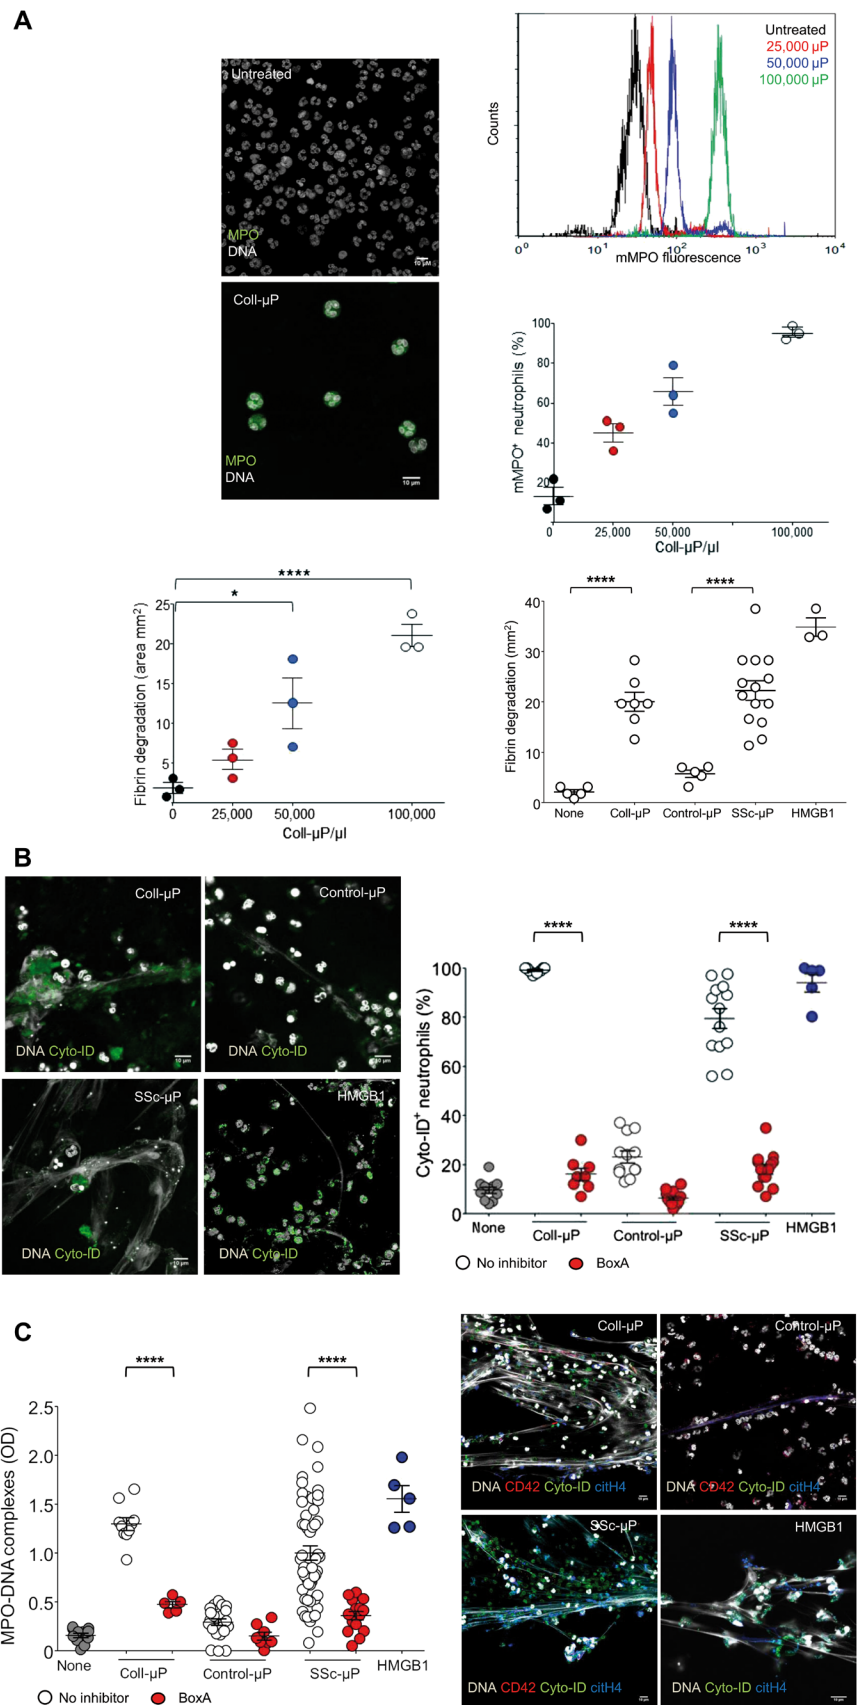 A
Untreated
MPO
DNA
10 µM
Coll-µP
MPO
DNA
10 µm
Untreated
25,000 µP
50,000 µP
100,000 µP
Counts
10⁰ 10¹ 10² 10³ 10⁴
mMPO fluorescence
mMPO⁺ neutrophils (%)
100
80
60
40
20
0 25,000 50,000 100,000
Coll-µP/µl
Fibrin degradation (area mm²)
****
*
25
20
15
10
5
0 25,000 50,000 100,000
Coll-µP/µl
Fibrin degradation (mm²)
**** ****
40
30
20
10
0
None Coll-µP Control-µP SSc-µP HMGB1
B
Coll-µP
DNA Cyto-ID
10 µm
Control-µP
DNA Cyto-ID
10 µm
SSc-µP
DNA Cyto-ID
10 µm
HMGB1
DNA Cyto-ID
Cyto-ID⁺ neutrophils (%)
**** ****
100
80
60
40
20
0
None Coll-µP Control-µP SSc-µP HMGB1
No inhibitor BoxA
C
MPO-DNA complexes (OD)
**** ****
2.5
2.0
1.5
1.0
0.5
0
None Coll-µP Control-µP SSc-µP HMGB1
No inhibitor BoxA
Coll-µP
DNA CD42 Cyto-ID citH4
Control-µP
DNA CD42 Cyto-ID citH4
SSc-µP
DNA CD42 Cyto-ID citH4
HMGB1
DNA Cyto-ID citH4